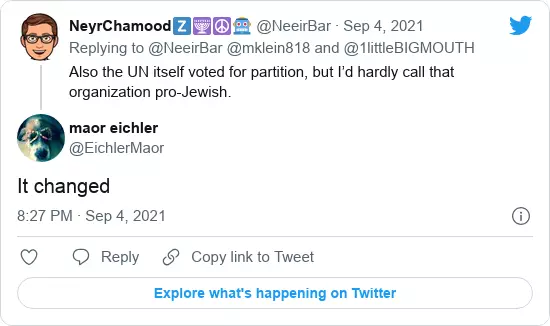 NeyrChamood🇿🕎☮️🤖 @NeeirBar · Sep 4, 2021
Replying to @NeeirBar @mklein818 and @1littleBIGMOUTH
Also the UN itself voted for partition, but I'd hardly call that
organization pro-Jewish.
maor eichler
@EichlerMaor
It changed
8:27 PM · Sep 4, 2021
Reply
Copy link to Tweet
Explore what's happening on Twitter